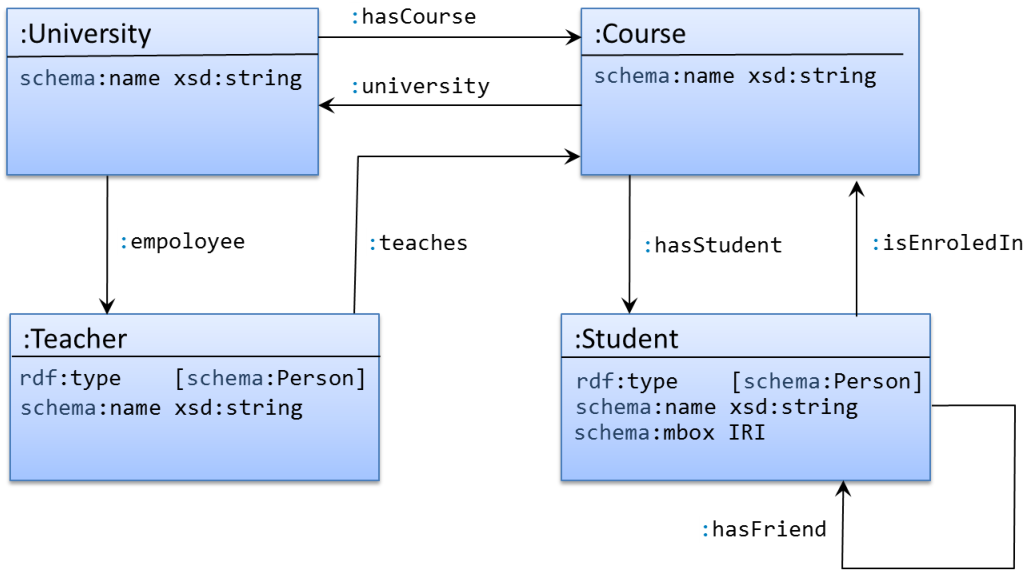 :University
schema:name xsd:string
:hasCourse
:Course
schema:name xsd:string
:university
:empoloyee
:teaches
:hasStudent
:isEnroledIn
:Teacher
rdf:type [schema:Person]
schema:name xsd:string
:Student
rdf:type [schema:Person]
schema:name xsd:string
schema:mbox IRI
:hasFriend